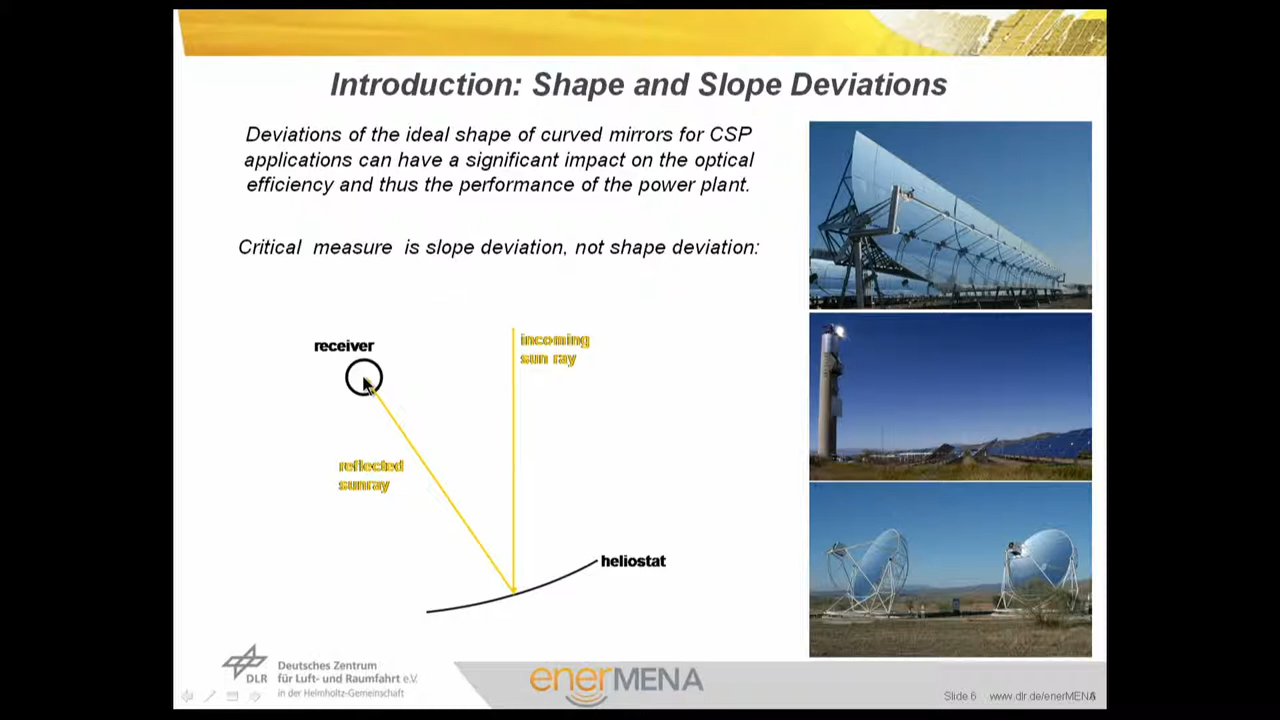 Introduction: Shape and Slope Deviations
Deviations of the ideal shape of curved mirrors for CSP
applications can have a significant impact on the optical
efficiency and thus the performance of the power plant.
Critical measure is slope deviation, not shape deviation:
receiver
incoming
sun ray
reflected
sunray
heliostat
DLR
Deutsches Zentrum
für Luft- und Raumfahrt e.V.
in der Helmholtz-Gemeinschaft
enerMENA
Slide 6
www.dlr.de/enerMENA